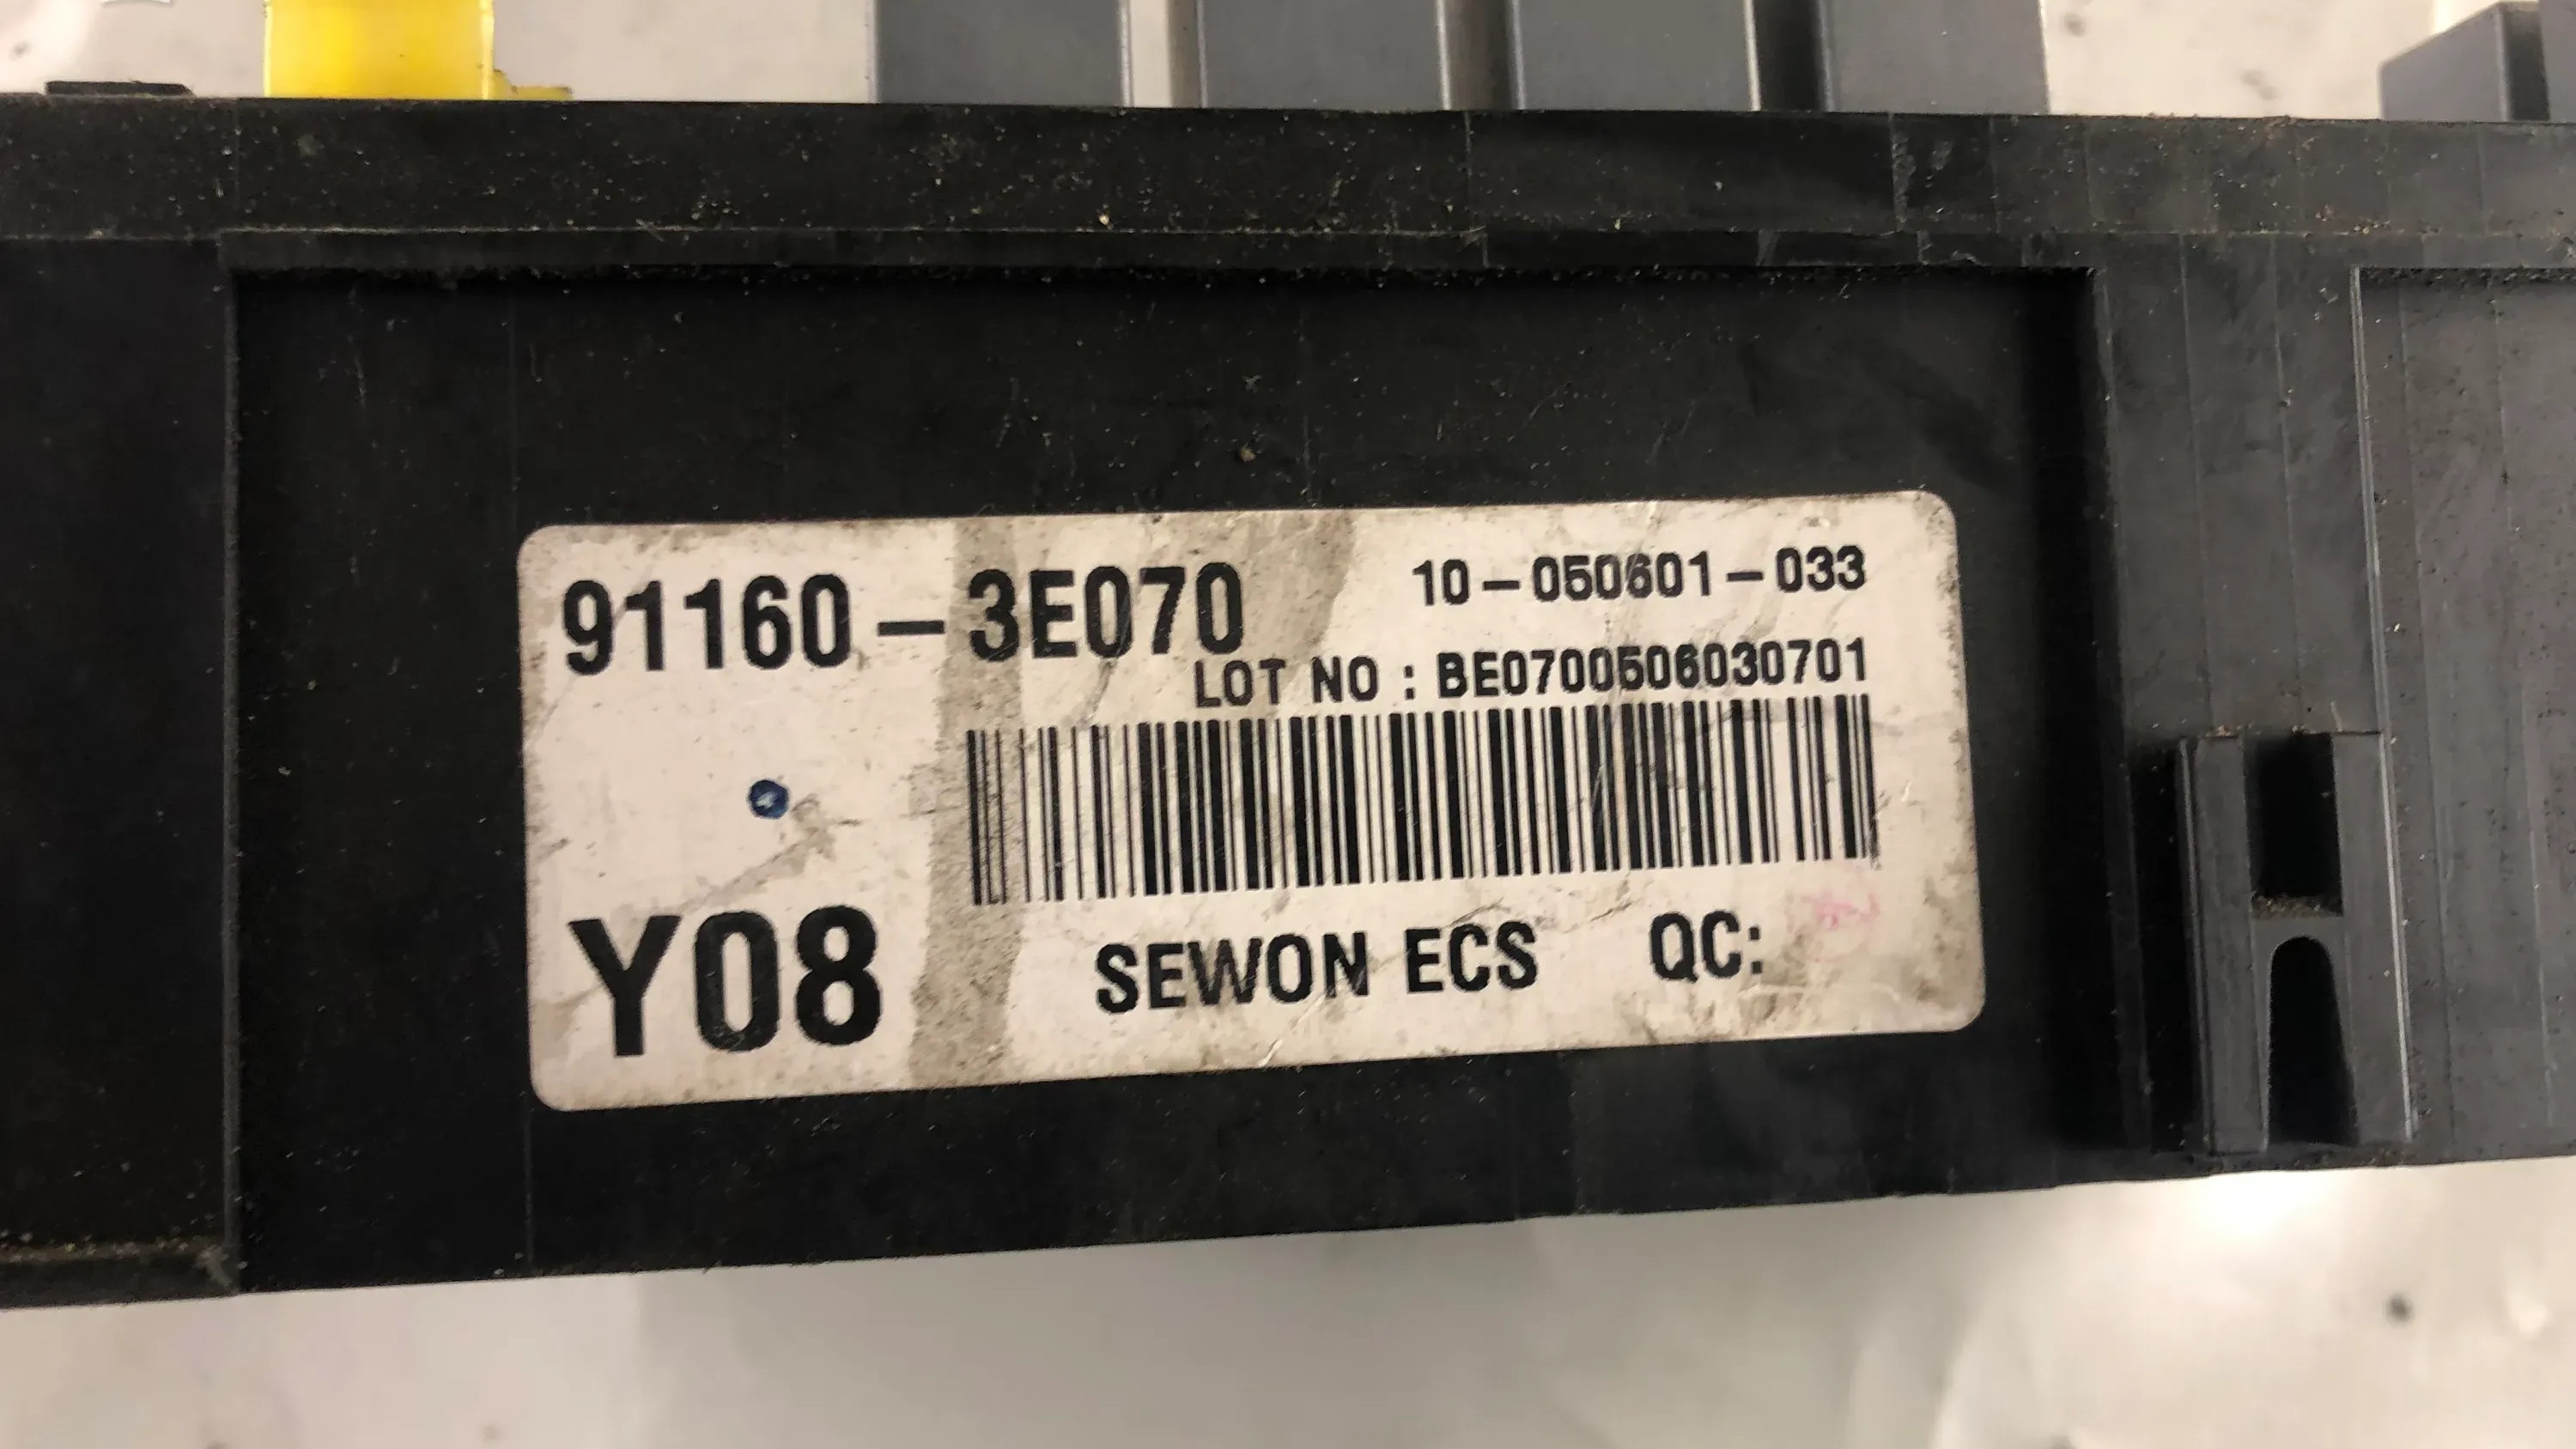 91160-3E070
10-050601-033
LOT NO : BE0700506030701
Y08
SEWON ECS QC: